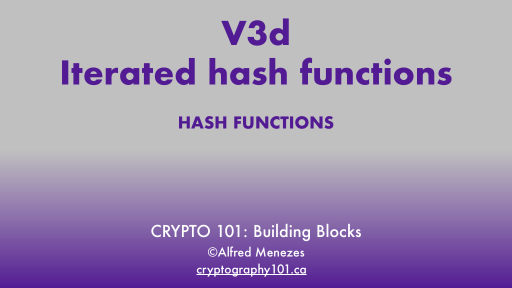 V3d
Iterated hash functions
HASH FUNCTIONS
CRYPTO 101: Building Blocks
©Alfred Menezes
cryptography101.ca